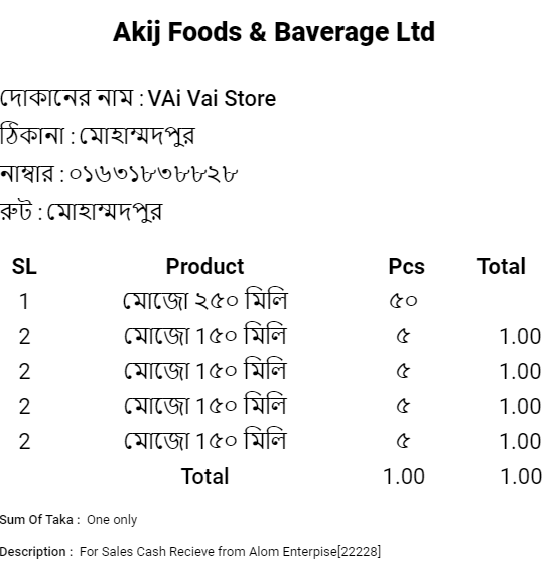 Akij Foods & Baverage Ltd
দোকানের নাম : VAi Vai Store
ঠিকানা : মোহাম্মদপুর
নাম্বার : ০১৬৩১৮৩৮৮২৮
রুট : মোহাম্মদপুর
SL Product Pcs Total
1 মোজো ২৫০ মিলি ৫০
2 মোজো 1৫০ মিলি ৫ 1.00
2 মোজো 1৫০ মিলি ৫ 1.00
2 মোজো 1৫০ মিলি ৫ 1.00
2 মোজো 1৫০ মিলি ৫ 1.00
Total 1.00 1.00
Sum Of Taka : One only
Description : For Sales Cash Recieve from Alom Enterpise[22228]